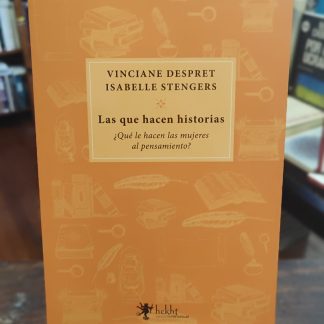 VINCIANE DESPRET
ISABELLE STENGERS
Las que hacen historias
¿Qué le hacen las mujeres
al pensamiento?
hekht